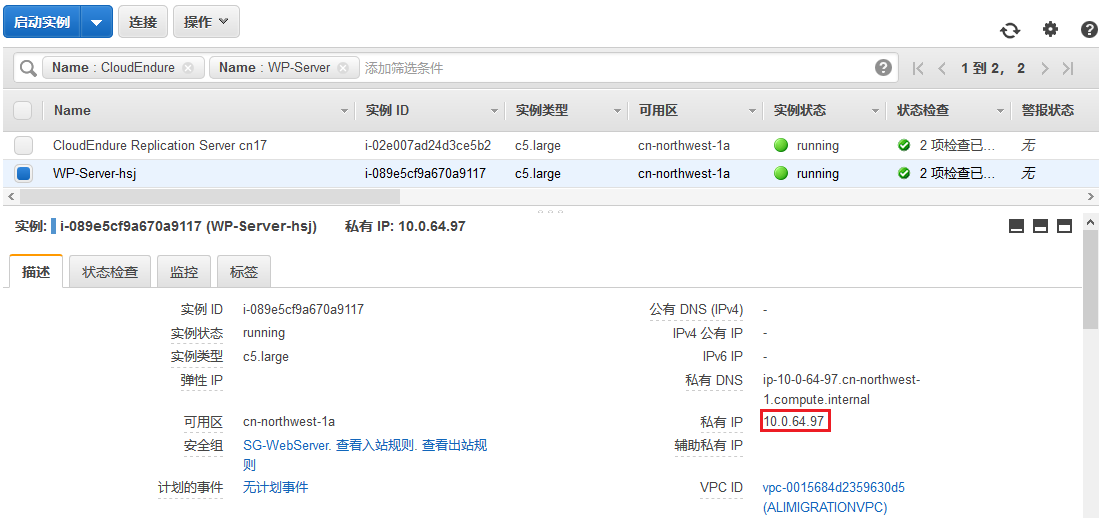 启动实例 连接 操作
Name : CloudEndure Name : WP-Server 添加筛选条件 1 到 2， 2
Name 实例 ID 实例类型 可用区 实例状态 状态检查 警报状态
CloudEndure Replication Server cn17 i-02e007ad24d3ce5b2 c5.large cn-northwest-1a running 2 项检查已... 无
WP-Server-hsj i-089e5cf9a670a9117 c5.large cn-northwest-1a running 2 项检查已... 无
实例: i-089e5cf9a670a9117 (WP-Server-hsj) 私有 IP: 10.0.64.97
描述 状态检查 监控 标签
实例 ID i-089e5cf9a670a9117 公有 DNS (IPv4) -
实例状态 running IPv4 公有 IP -
实例类型 c5.large IPv6 IP -
弹性 IP 私有 DNS ip-10-0-64-97.cn-northwest-
1.compute.internal
可用区 cn-northwest-1a 私有 IP 10.0.64.97
安全组 SG-WebServer. 查看入站规则. 查看出站规 辅助私有 IP
则
计划的事件 无计划事件 VPC ID vpc-0015684d2359630d5
(ALIMIGRATIONVPC)